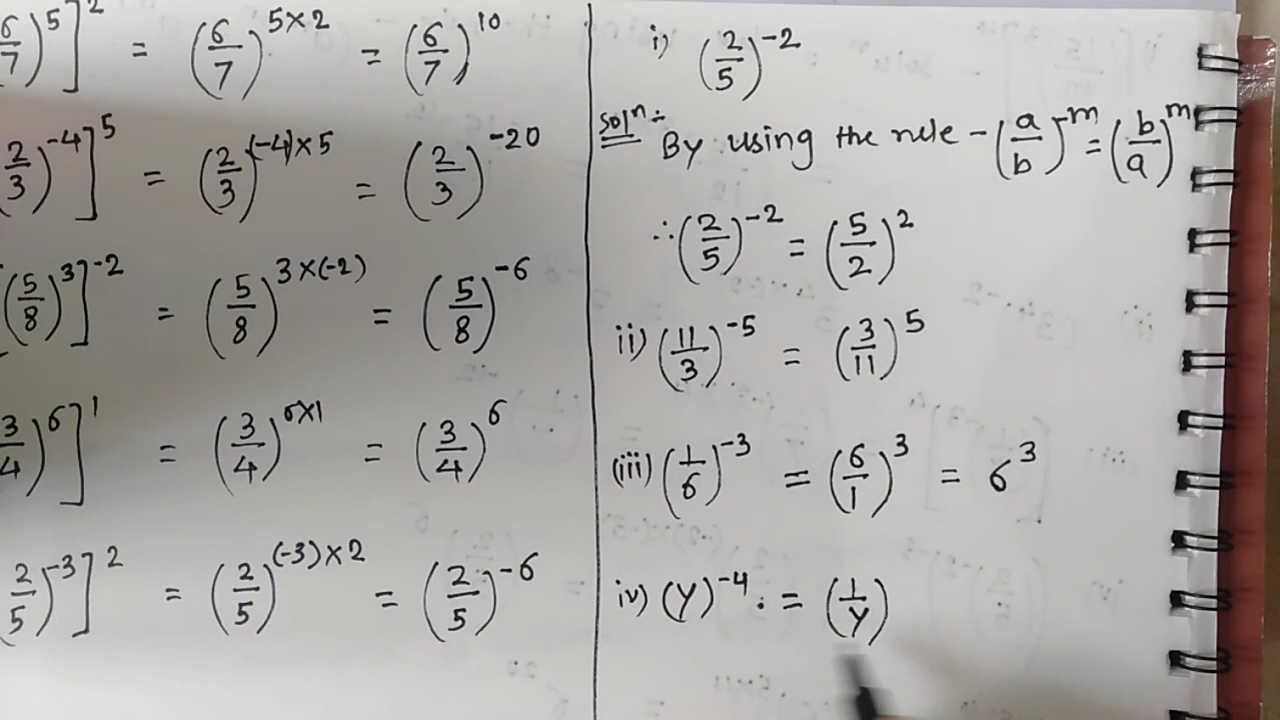 6/7)^5]^2 = (6/7)^5×2 = (6/7)^10
2/3)^-4]^5 = (2/3)^(-4)×5 = (2/3)^-20
[(5/8)^3]^-2 = (5/8)^3×(-2) = (5/8)^-6
3/4)^6]^1 = (3/4)^6×1 = (3/4)^6
2/5)^-3]^2 = (2/5)^(-3)×2 = (2/5)^-6
i) (2/5)^-2
Solⁿ:- By using the rule - (a/b)^-m = (b/a)^m
∴ (2/5)^-2 = (5/2)^2
ii) (11/3)^-5 = (3/11)^5
(iii) (1/6)^-3 = (6/1)^3 = 6^3
iv) (y)^-4 . = (1/y)